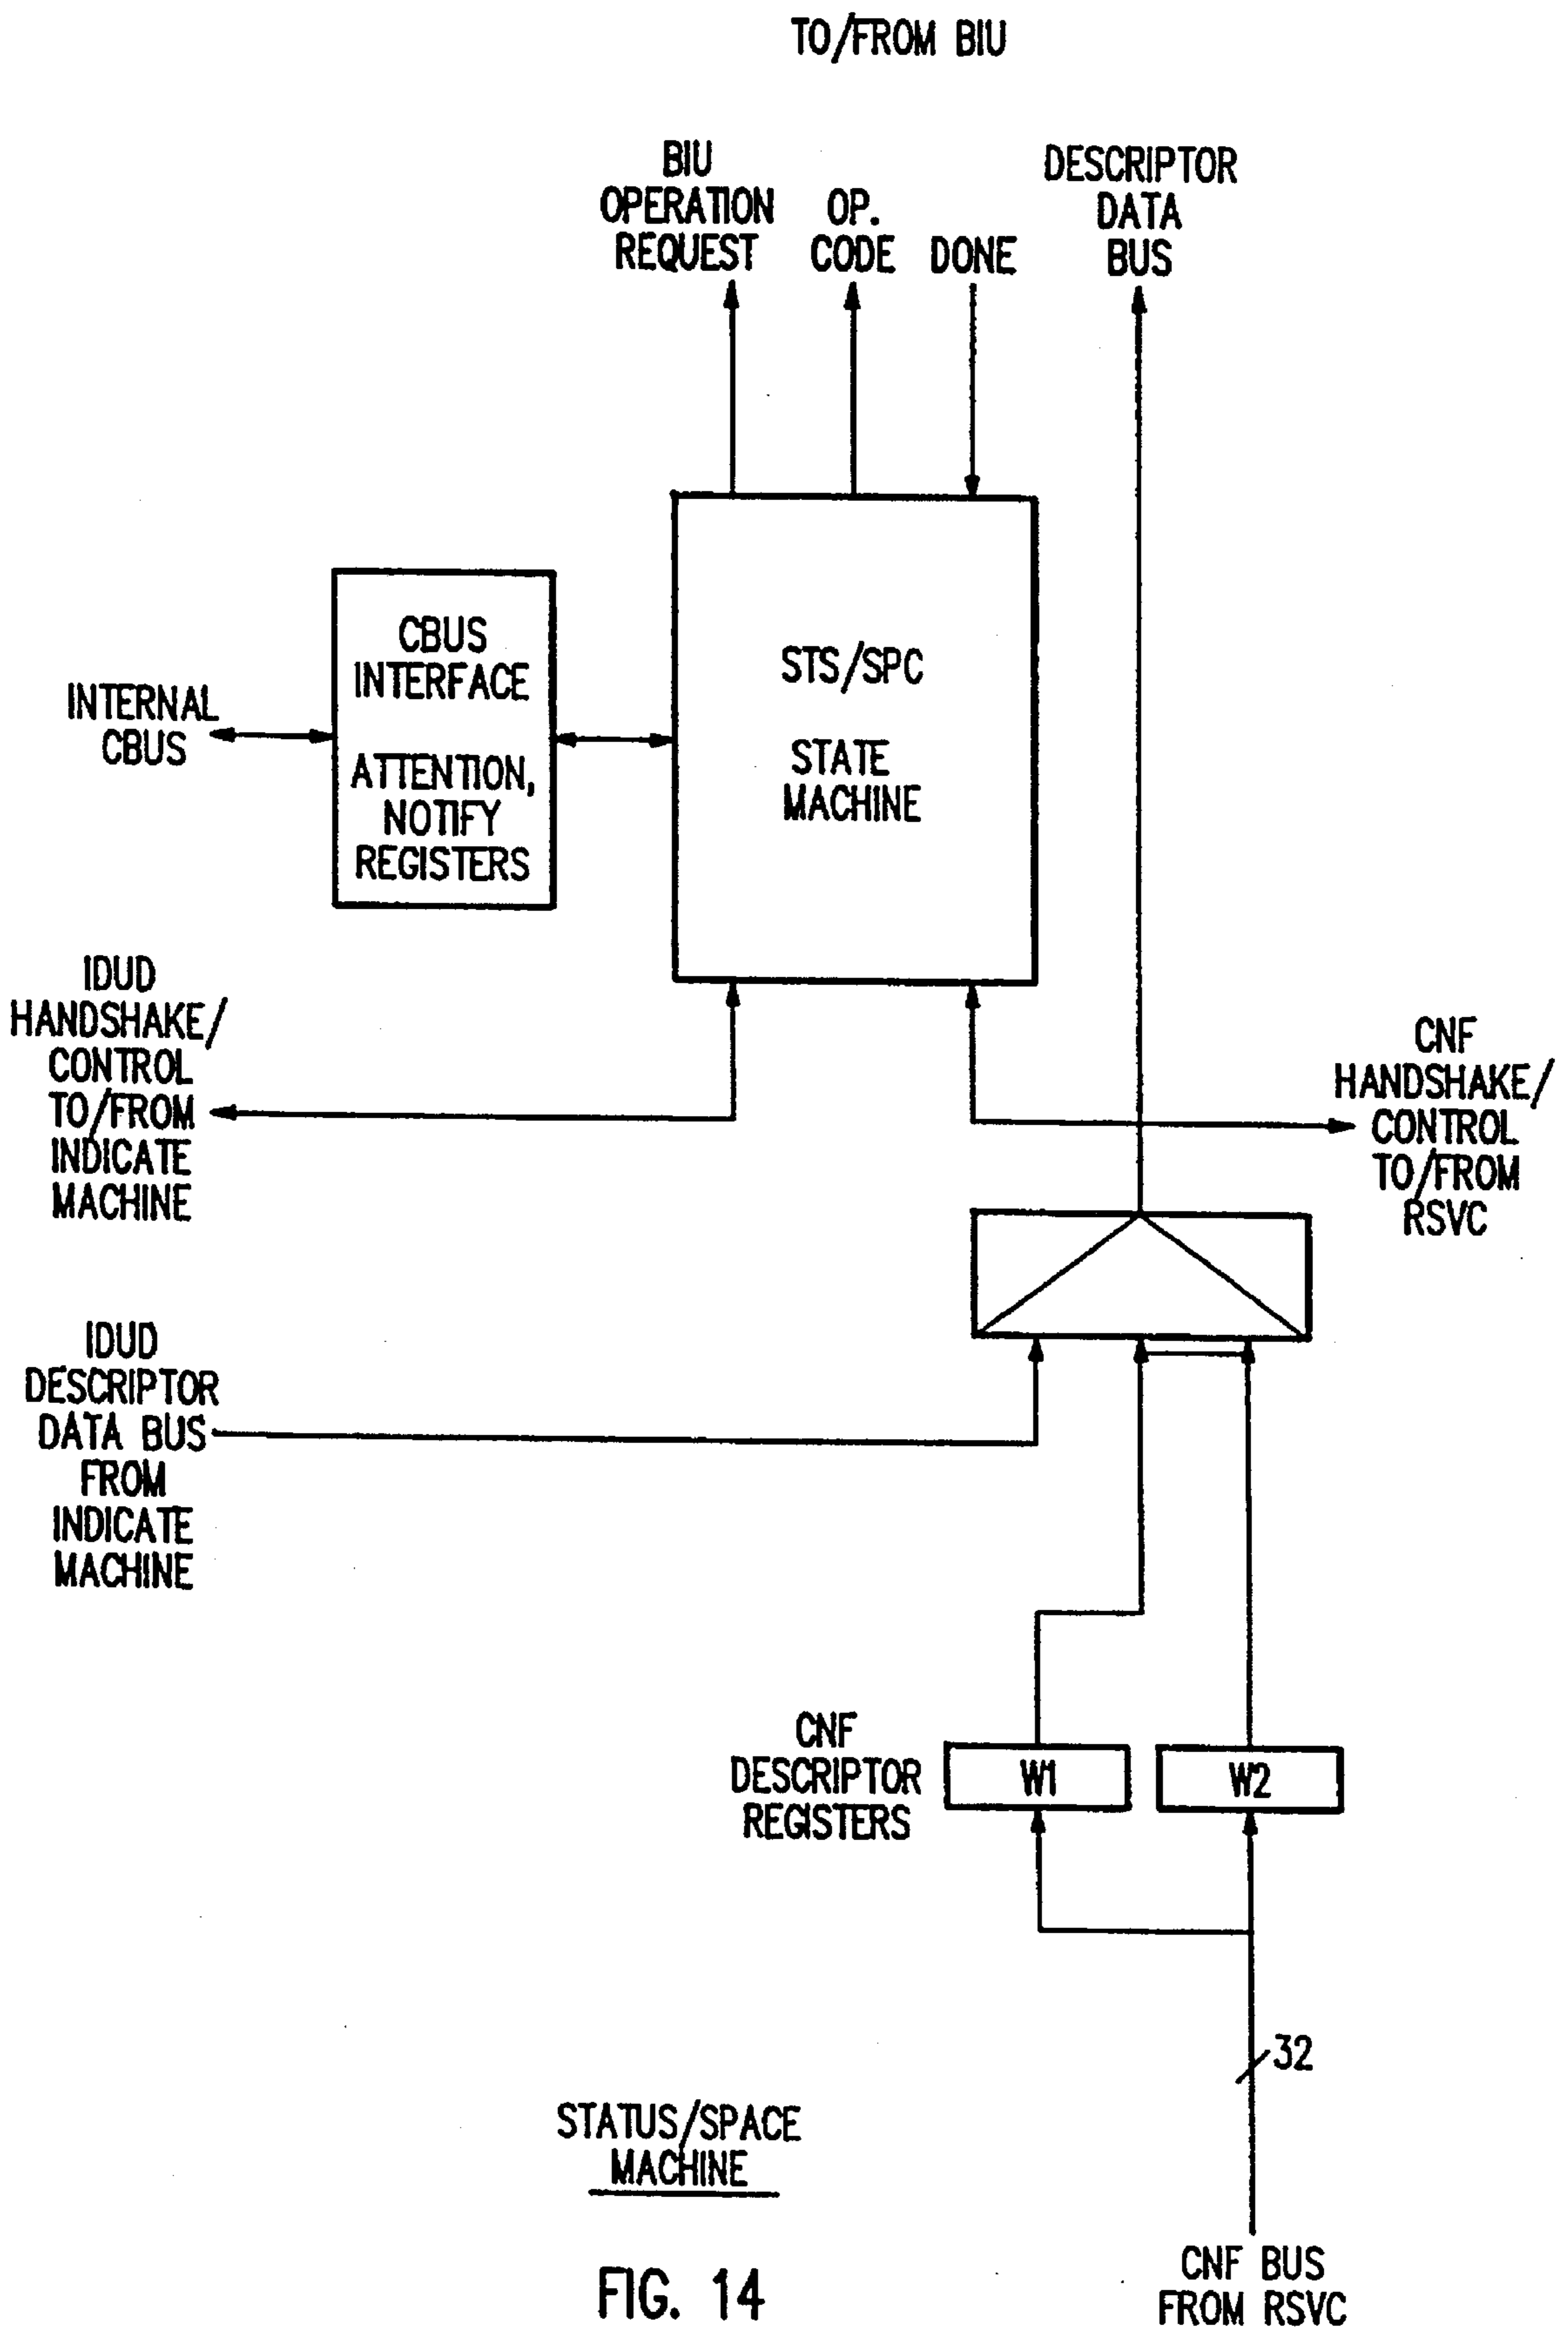 TO/FROM BIU
BIU
OPERATION
REQUEST
OP.
CODE
DONE
DESCRIPTOR
DATA
BUS
INTERNAL
CBUS
CBUS
INTERFACE
ATTENTION,
NOTIFY
REGISTERS
STS/SPC
STATE
MACHINE
IDUD
HANDSHAKE/
CONTROL
TO/FROM
INDICATE
MACHINE
CNF
HANDSHAKE/
CONTROL
TO/FROM
RSVC
IDUD
DESCRIPTOR
DATA BUS
FROM
INDICATE
MACHINE
CNF
DESCRIPTOR
REGISTERS
W1
W2
32
STATUS/SPACE
MACHINE
CNF BUS
FROM RSVC
FIG. 14